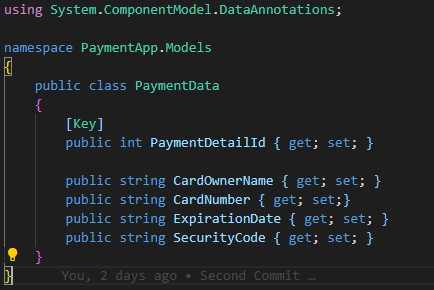 using System.ComponentModel.DataAnnotations;
namespace PaymentApp.Models
{
public class PaymentData
{
[Key]
public int PaymentDetailId { get; set; }
public string CardOwnerName { get; set; }
public string CardNumber { get; set;}
public string ExpirationDate { get; set; }
public string SecurityCode { get; set; }
}
} You, 2 days ago • Second Commit …